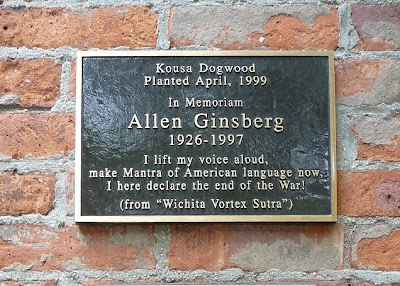 Kousa Dogwood
Planted April, 1999
In Memoriam
Allen Ginsberg
1926-1997
I lift my voice aloud,
make Mantra of American language now,
I here declare the end of the War!
(from "Wichita Vortex Sutra")